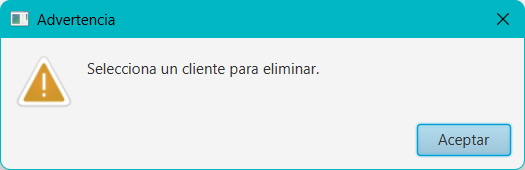 Advertencia
Selecciona un cliente para eliminar.
Aceptar